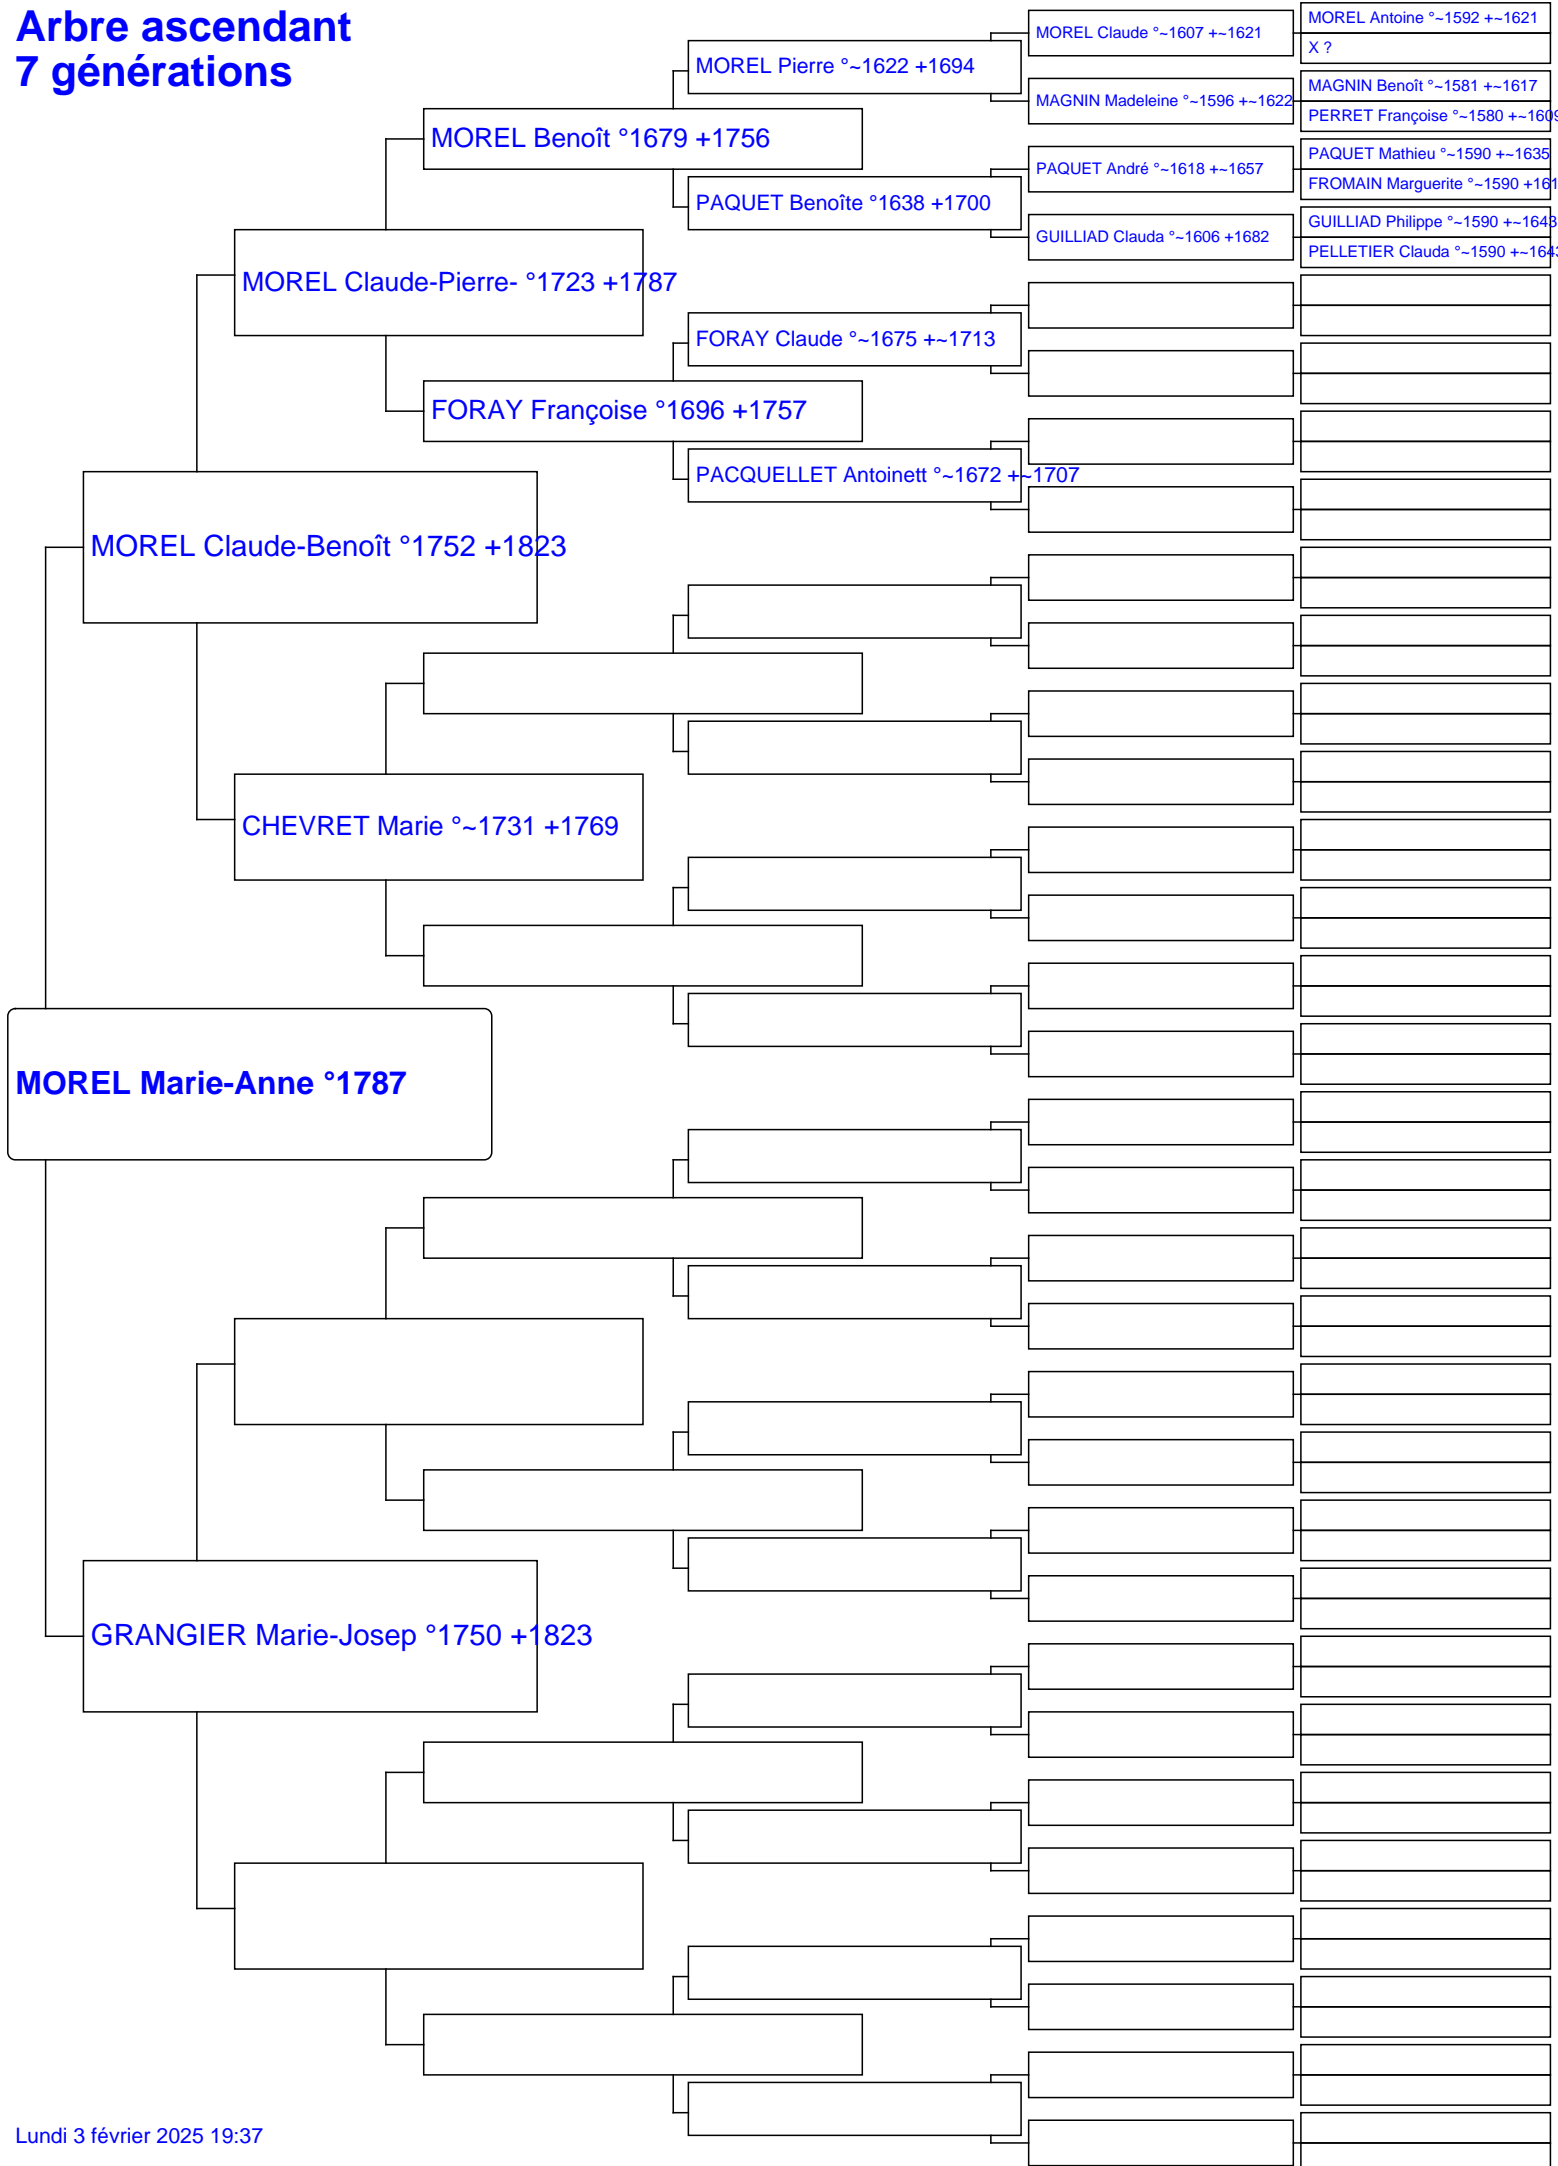 Arbre ascendant
7 générations
MOREL Antoine °~1592 +~1621
MOREL Claude °~1607 +~1621
X ?
MOREL Pierre °~1622 +1694
MAGNIN Benoît °~1581 +~1617
MAGNIN Madeleine °~1596 +~1622
PERRET Françoise °~1580 +~1609
MOREL Benoît °1679 +1756
PAQUET Mathieu °~1590 +~1635
PAQUET André °~1618 +~1657
FROMAIN Marguerite °~1590 +161
PAQUET Benoîte °1638 +1700
GUILLIAD Philippe °~1590 +~1643
GUILLIAD Clauda °~1606 +1682
PELLETIER Clauda °~1590 +~1643
MOREL Claude-Pierre- °1723 +1787
FORAY Claude °~1675 +~1713
FORAY Françoise °1696 +1757
PACQUELLET Antoinett °~1672 +~1707
MOREL Claude-Benoît °1752 +1823
CHEVRET Marie °~1731 +1769
MOREL Marie-Anne °1787
GRANGIER Marie-Josep °1750 +1823
Lundi 3 février 2025 19:37